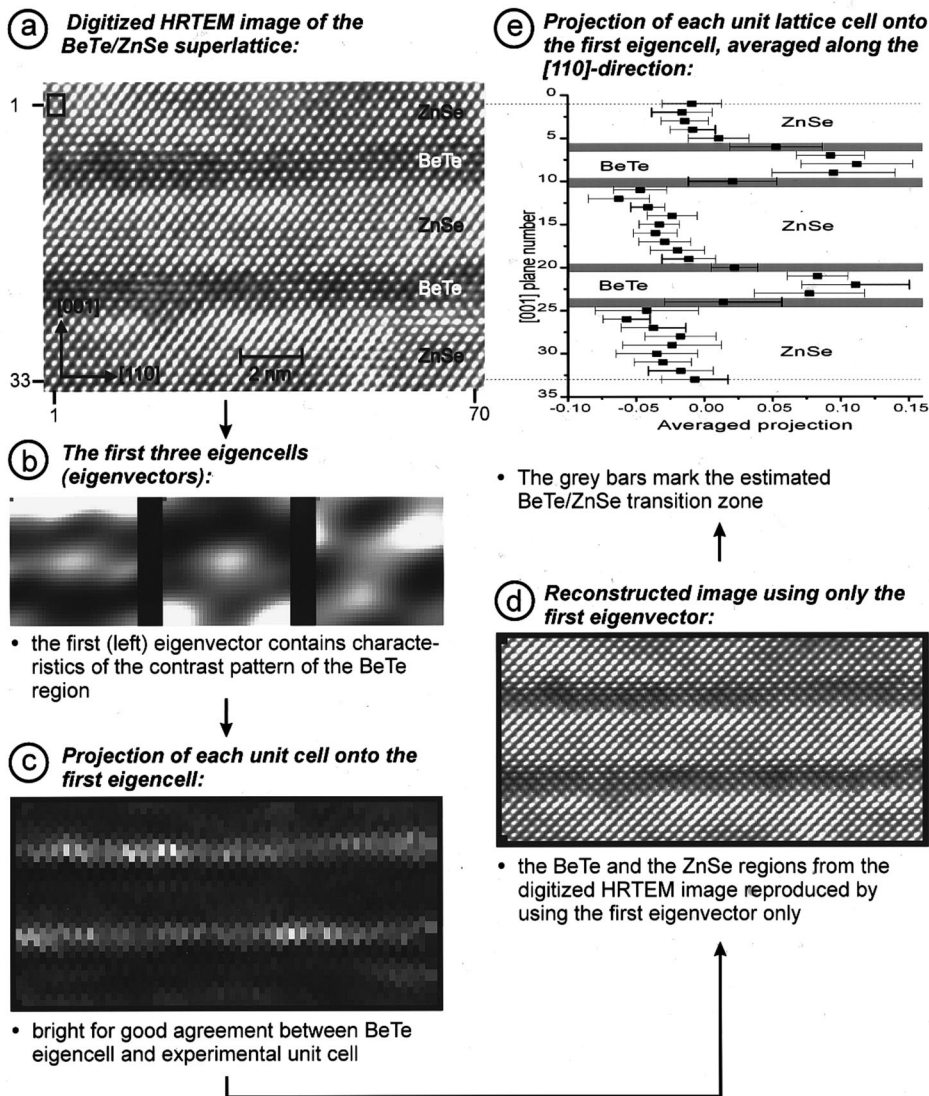 a
Digitized HRTEM image of the
BeTe/ZnSe superlattice:
1
ZnSe
BeTe
ZnSe
BeTe
ZnSe
[001]
[110]
2 nm
33
1
70
b
The first three eigencells
(eigenvectors):
• the first (left) eigenvector contains characte-
ristics of the contrast pattern of the BeTe
region
c
Projection of each unit cell onto the
first eigencell:
• bright for good agreement between BeTe
eigencell and experimental unit cell
e
Projection of each unit lattice cell onto
the first eigencell, averaged along the
[110]-direction:
[001] plane number
0
5
10
15
20
25
30
35
ZnSe
BeTe
ZnSe
BeTe
ZnSe
-0.10 -0.05 0.00 0.05 0.10 0.15
Averaged projection
• The grey bars mark the estimated
BeTe/ZnSe transition zone
d
Reconstructed image using only the
first eigenvector:
• the BeTe and the ZnSe regions from the
digitized HRTEM image reproduced by
using the first eigenvector only